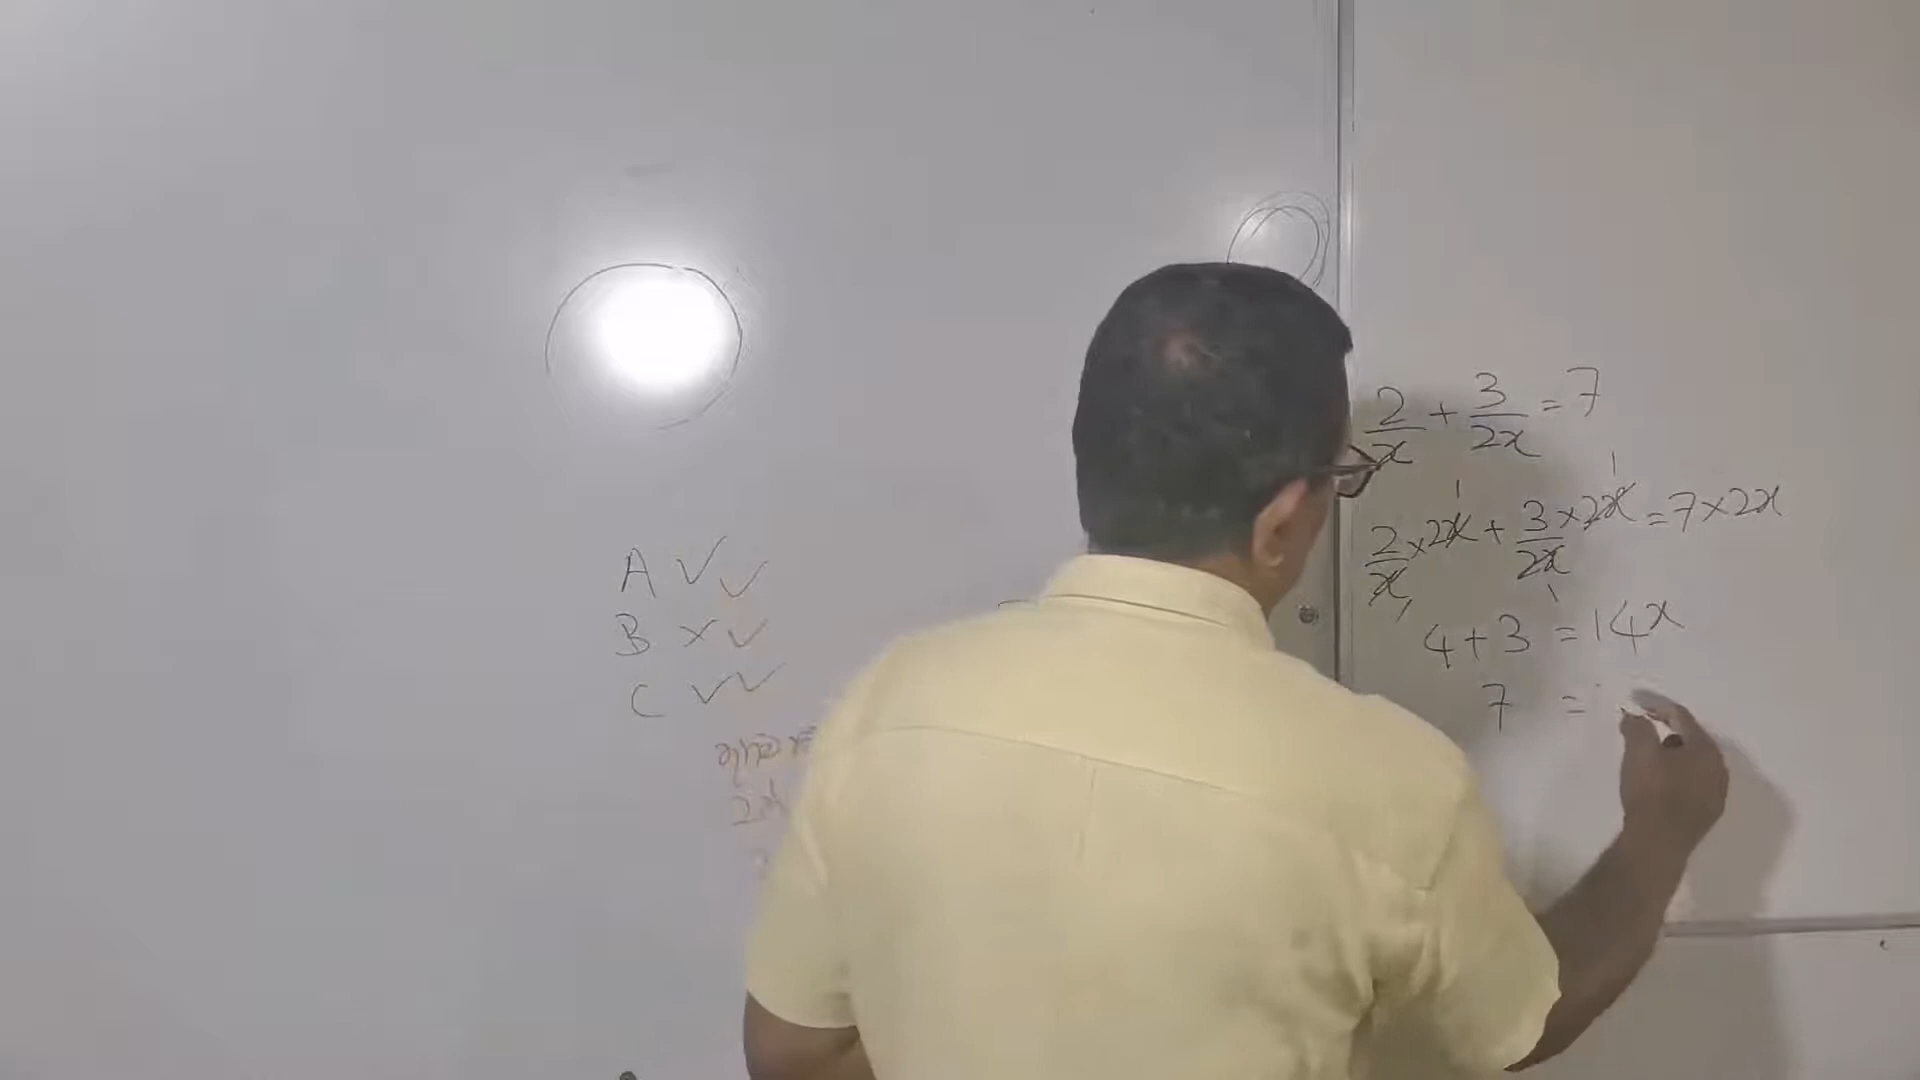 A ✓ ✓
B × ✓
C ✓ ✓
2/x + 3/2x = 7
2/x × 2x + 3/2x × 2x = 7 × 2x
4 + 3 = 14x
7 =